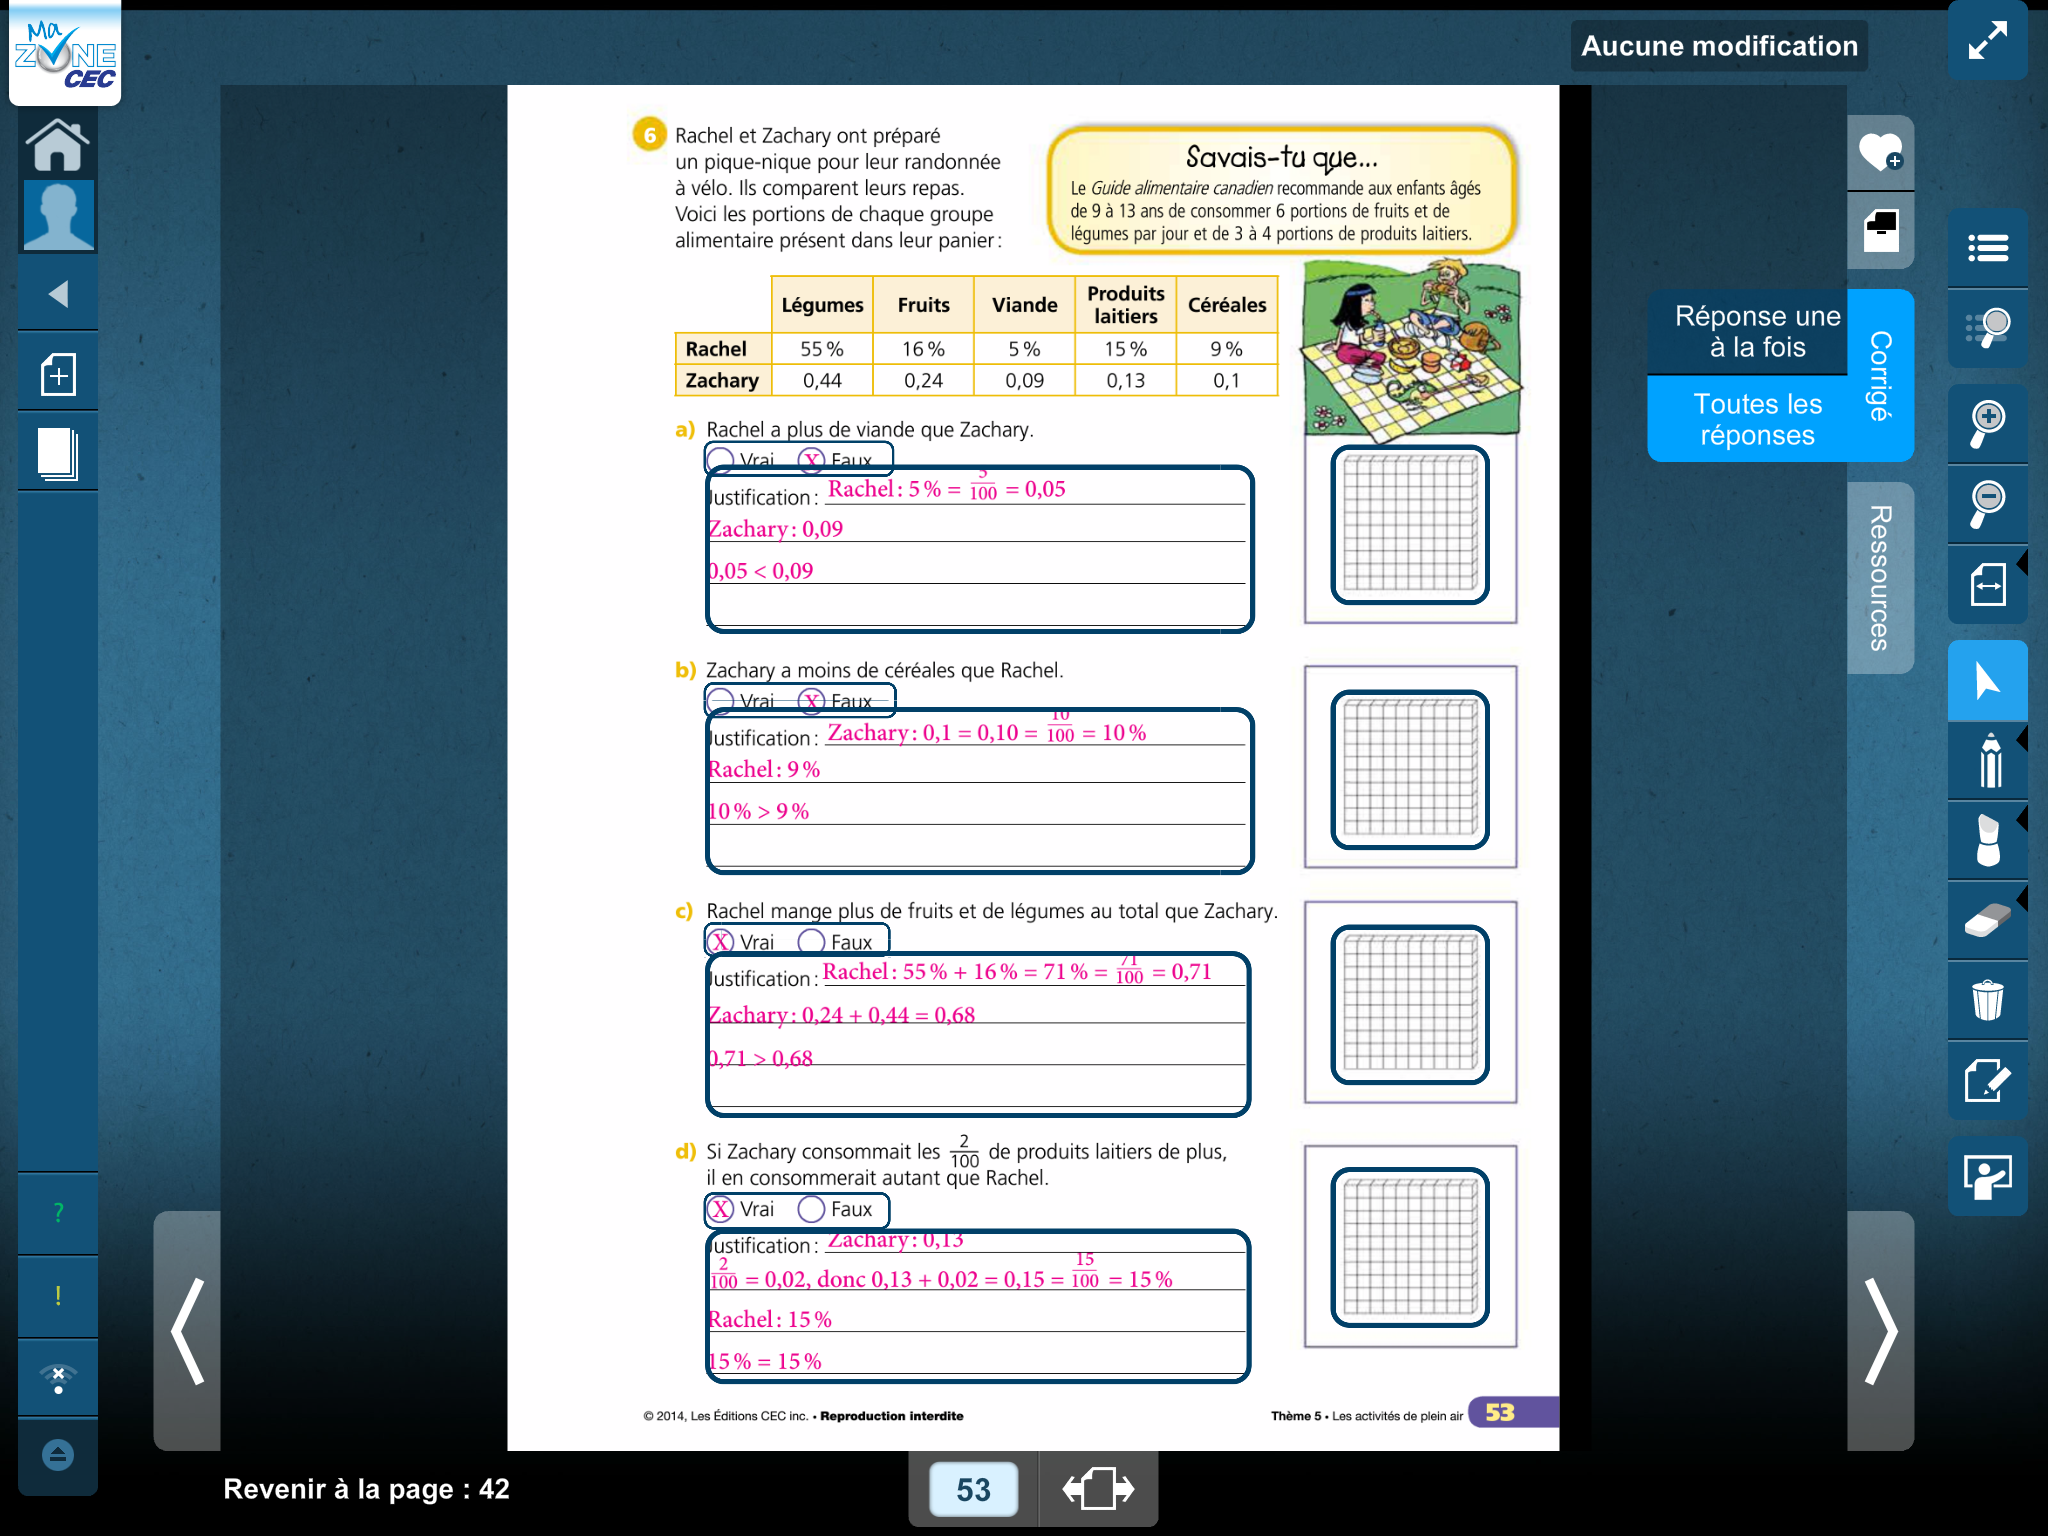 Ma
ZONE
CEC
Aucune modification
6 Rachel et Zachary ont préparé
un pique-nique pour leur randonnée
à vélo. Ils comparent leurs repas.
Voici les portions de chaque groupe
alimentaire présent dans leur panier :
Savais-tu que...
Le Guide alimentaire canadien recommande aux enfants âgés
de 9 à 13 ans de consommer 6 portions de fruits et de
légumes par jour et de 3 à 4 portions de produits laitiers.
Légumes Fruits Viande Produits laitiers Céréales
Rachel 55 % 16 % 5 % 15 % 9 %
Zachary 0,44 0,24 0,09 0,13 0,1
a) Rachel a plus de viande que Zachary.
Vrai X Faux
Justification : Rachel : 5 % = 5/100 = 0,05
Zachary : 0,09
0,05 < 0,09
b) Zachary a moins de céréales que Rachel.
Vrai X Faux
Justification : Zachary : 0,1 = 0,10 = 10/100 = 10 %
Rachel : 9 %
10 % > 9 %
c) Rachel mange plus de fruits et de légumes au total que Zachary.
X Vrai Faux
Justification : Rachel : 55 % + 16 % = 71 % = 71/100 = 0,71
Zachary : 0,24 + 0,44 = 0,68
0,71 > 0,68
d) Si Zachary consommait les 2/100 de produits laitiers de plus,
il en consommerait autant que Rachel.
X Vrai Faux
Justification : Zachary : 0,13
2/100 = 0,02, donc 0,13 + 0,02 = 0,15 = 15/100 = 15 %
Rachel : 15 %
15 % = 15 %
© 2014, Les Éditions CEC inc. • Reproduction interdite
Thème 5 • Les activités de plein air 53
Réponse une
à la fois
Toutes les
réponses
Corrigé
Ressources
?
!
Revenir à la page : 42
53